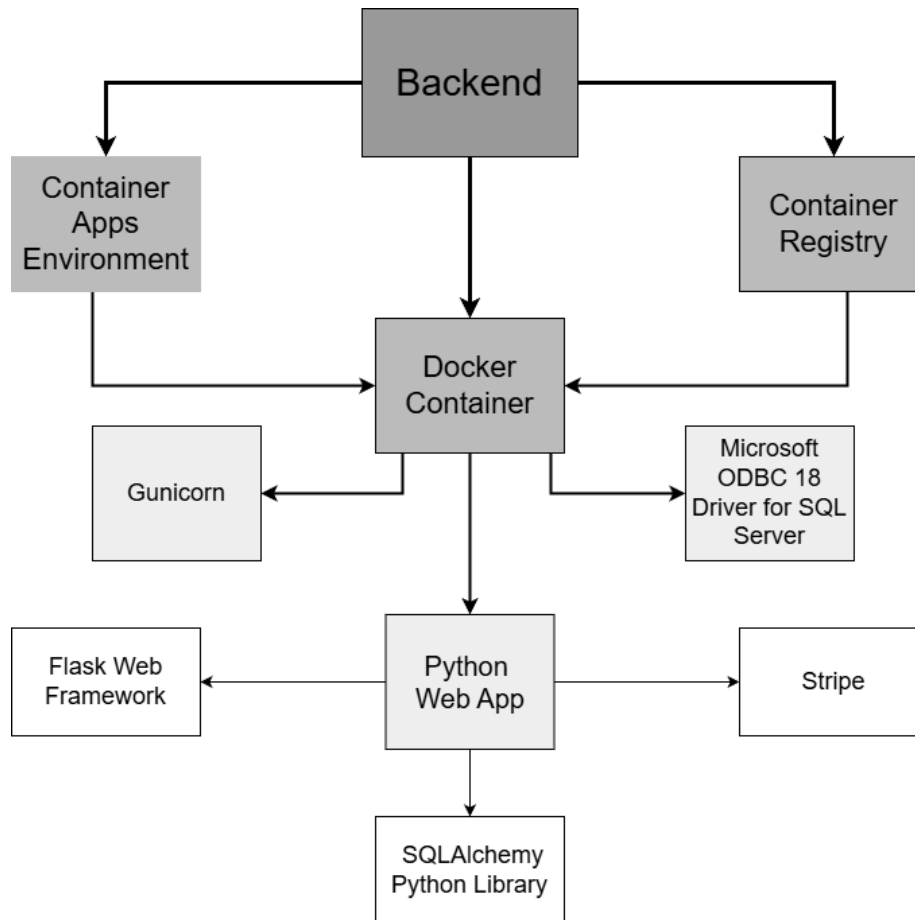 Backend
Container
Apps
Environment
Container
Registry
Docker
Container
Gunicorn
Microsoft
ODBC 18
Driver for SQL
Server
Flask Web
Framework
Python
Web App
Stripe
SQLAlchemy
Python Library